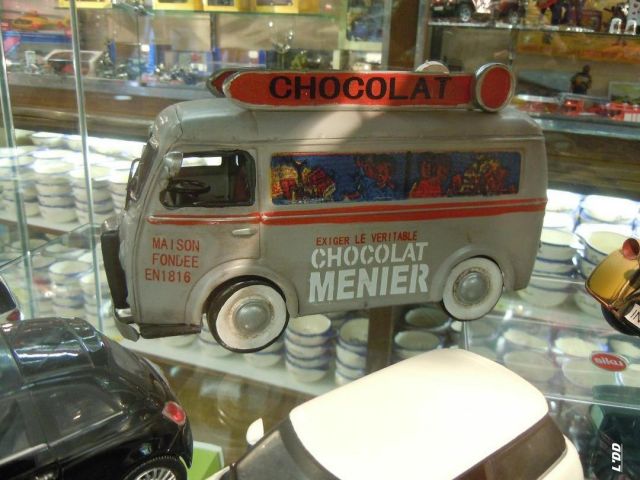 CHOCOLAT
MAISON
FONDEE
EN1816
EXIGER LE VERITABLE
CHOCOLAT
MENIER
L'DD